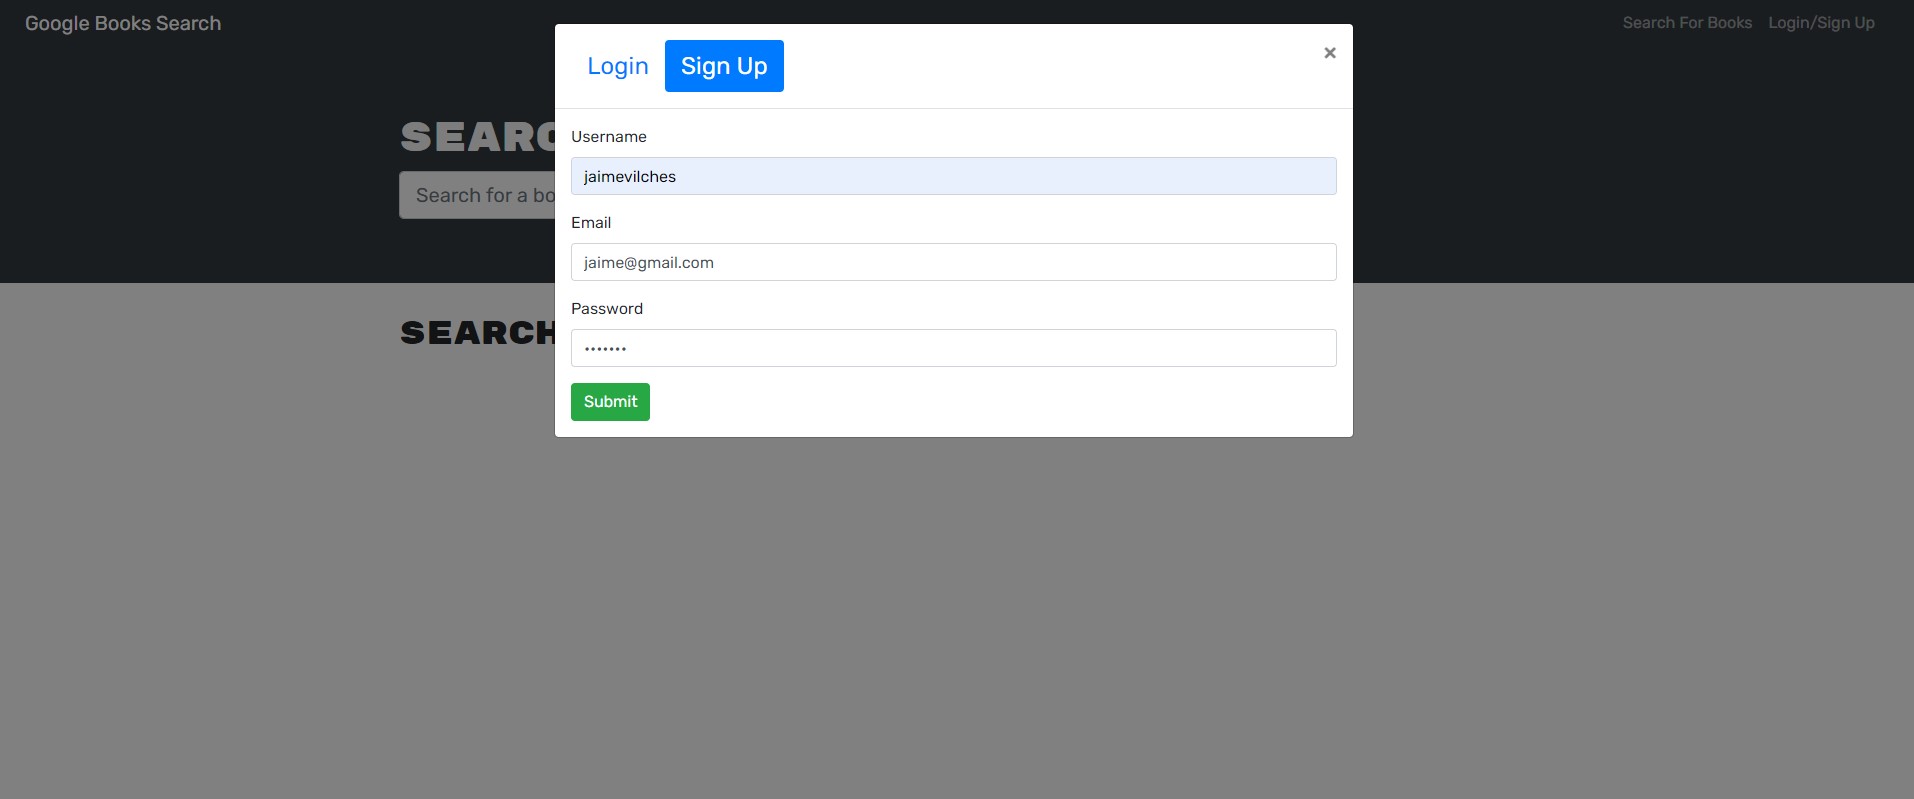 Google Books Search
Search For Books
Login/Sign Up
Login
Sign Up
×
SEARC
Search for a bo
Username
jaimevilches
Email
jaime@gmail.com
Password
•••••••
Submit
SEARCH